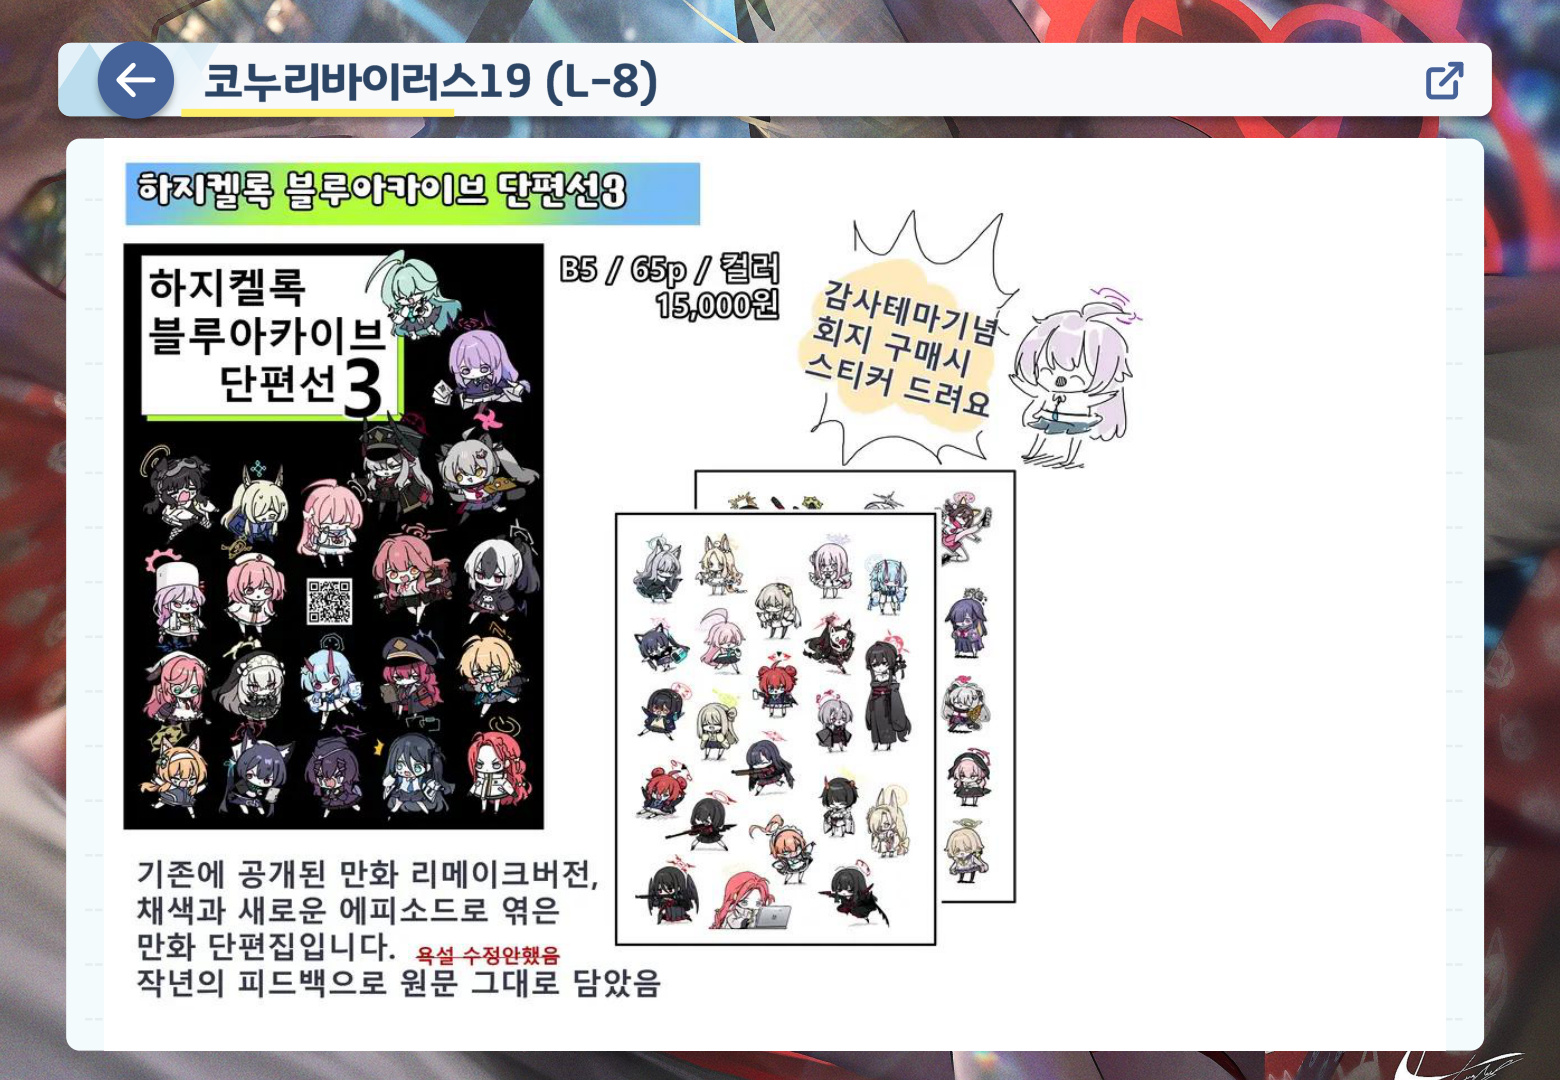 코누리바이러스19 (L-8)
하지켈록 블루아카이브 단편선3
하지켈록
블루아카이브
단편선3
B5 / 65p / 컬러
15,000원
감사테마기념
회지 구매시
스티커 드려요
기존에 공개된 만화 리메이크버전,
채색과 새로운 에피소드로 엮은
만화 단편집입니다. 욕설 수정안했음
작년의 피드백으로 원문 그대로 담았음